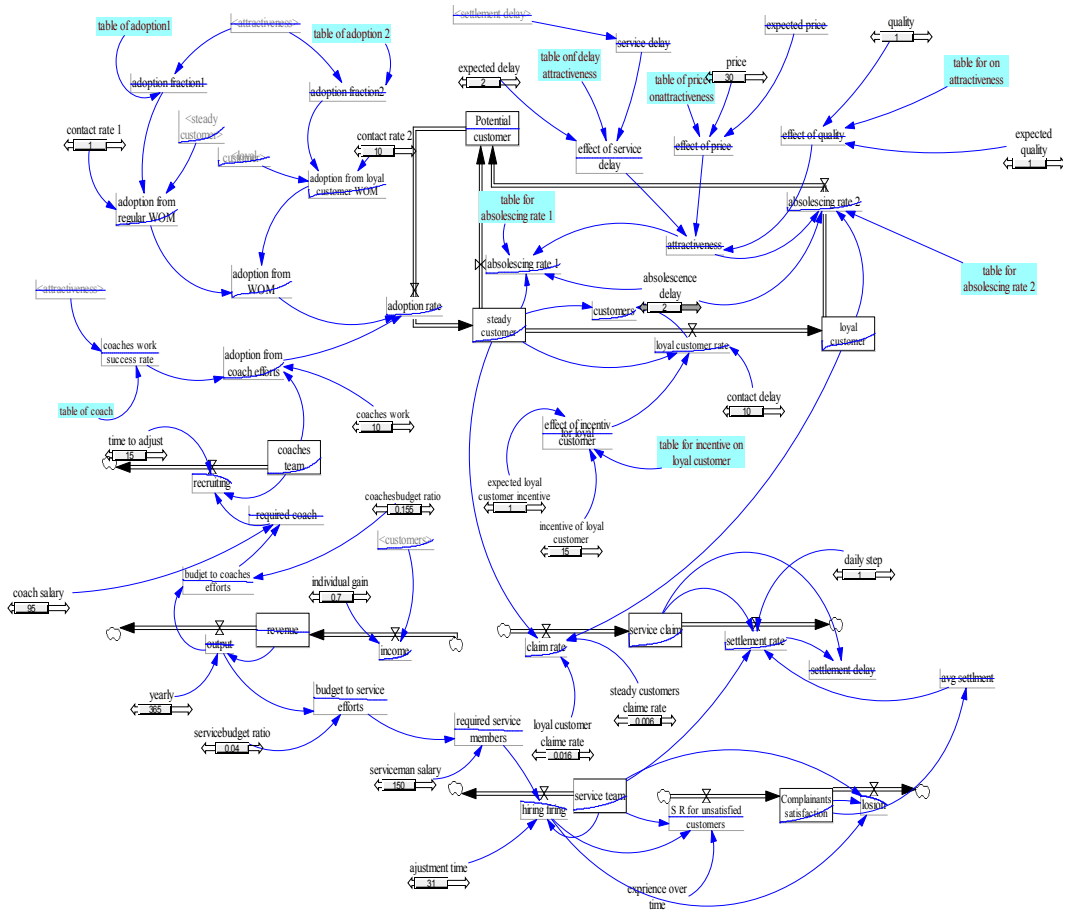 <settlement delay>
table of adoption1
<attractiveness>
table of adoption 2
expected price
quality
1
service delay
expected delay
2
table onf delay
attractiveness
price
30
table of price
onattractiveness
table for on
attractiveness
adoption fraction1
adoption fraction2
<steady
customer>
contact rate 1
1
contact rate 2
10
Potential
customer
effect of service
delay
effect of price
effect of quality
expected
quality
1
customer>
adoption from loyal
customer WOM
adoption from
regular WOM
table for
absolescing rate 1
absolescing rate 2
attractiveness
absolescing rate 1
adoption from
WOM
table for
absolescing rate 2
<attractiveness>
absolescence
delay
2
adoption rate
steady
customer
customers
loyal
customer
loyal customer rate
coaches work
success rate
adoption from
coach efforts
contact delay
10
table of coach
coaches work
10
effect of incentiv
for loyal
customer
table for incentive on
loyal customer
time to adjust
15
coaches
team
recruiting
expected loyal
customer incentive
1
coachesbudget ratio
0.155
required coach
incentive of loyal
customer
15
<customers>
daily step
1
budjet to coaches
efforts
coach salary
95
individual gain
0.7
revenue
service claim
output
income
claim rate
settlement rate
settlement delay
avg settlment
yearly
365
budget to service
efforts
steady customers
claime rate
0.006
servicebudget ratio
0.04
required service
members
loyal customer
claime rate
0.016
serviceman salary
150
service team
Complainants
satisfaction
hiring firing
S R for unsatisfied
customers
losion
ajustment time
31
exprience over
time